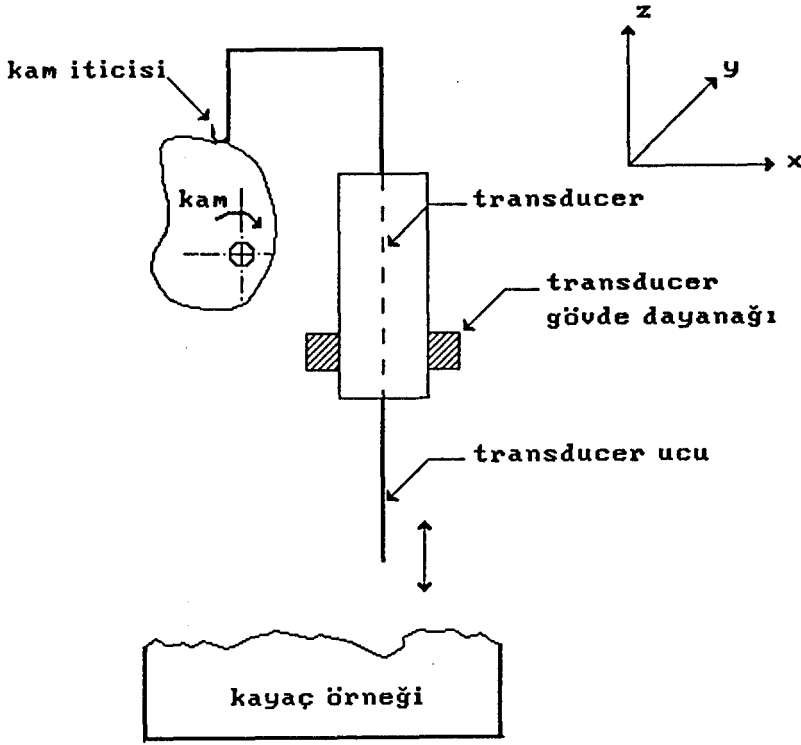 z
kam iticisi
y
x
kam
transducer
transducer
gövde dayanağı
transducer ucu
kayaç örneği